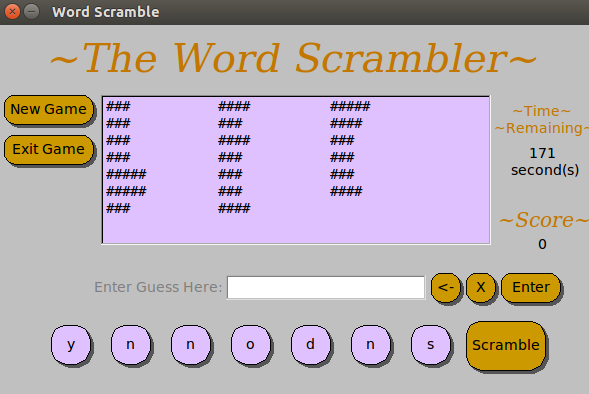 Word Scramble
~The Word Scrambler~
New Game
Exit Game
### #### #####
### ### ####
### #### ###
### ### ###
##### ### ###
##### ### ####
### ####
~Time~
~Remaining~
171
second(s)
~Score~
0
Enter Guess Here: <- X Enter
y n n o d n s Scramble